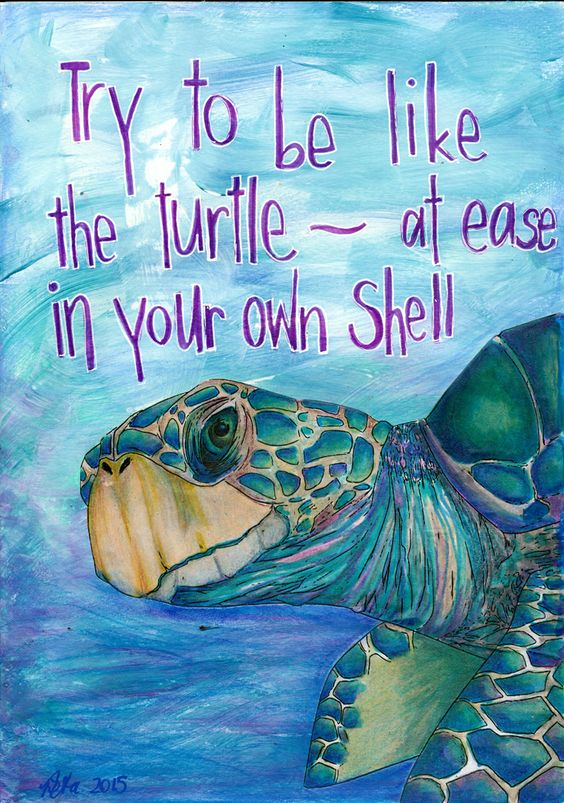 Try to be like
the turtle ~ at ease
in your own Shell
2015